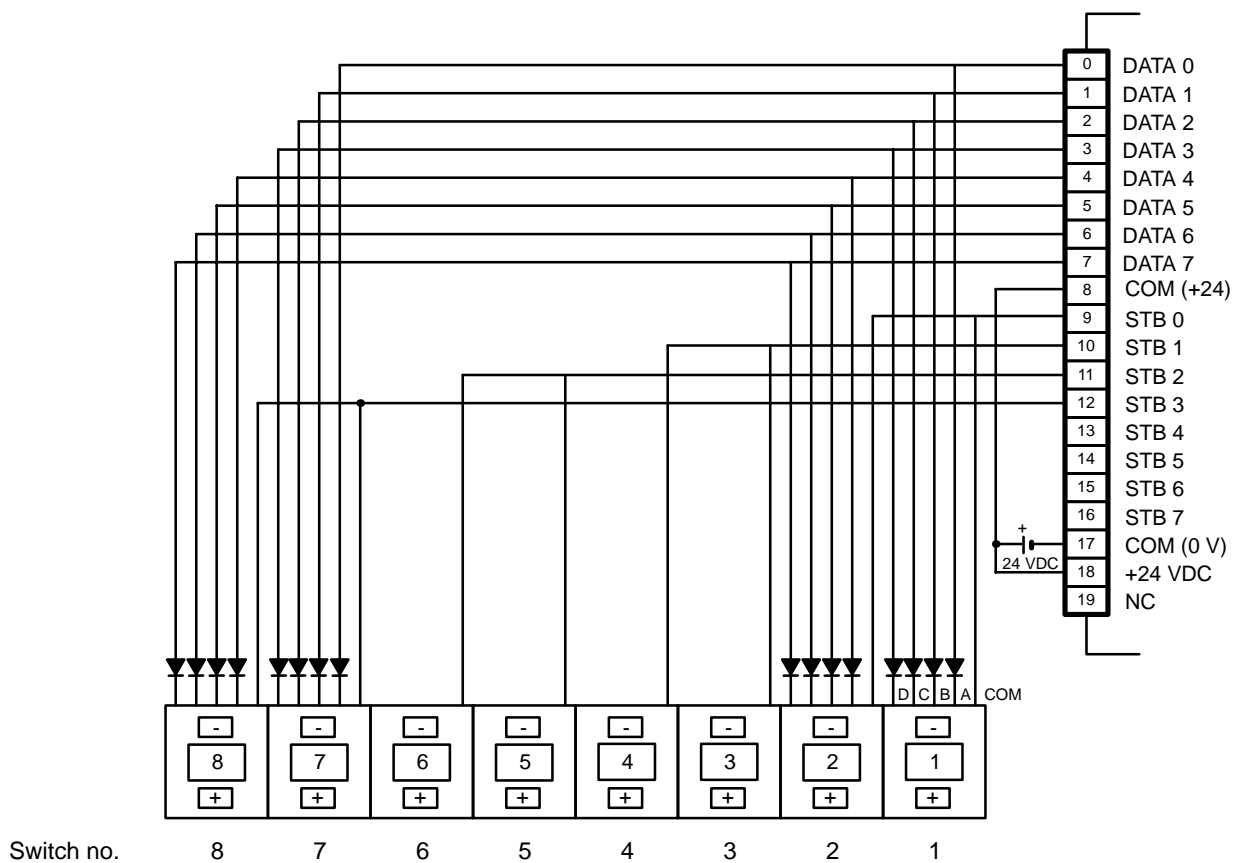 0 DATA 0
1 DATA 1
2 DATA 2
3 DATA 3
4 DATA 4
5 DATA 5
6 DATA 6
7 DATA 7
8 COM (+24)
9 STB 0
10 STB 1
11 STB 2
12 STB 3
13 STB 4
14 STB 5
15 STB 6
16 STB 7
+ 17 COM (0 V)
24 VDC 18 +24 VDC
19 NC
D C B A COM
- - - - - - - -
8 7 6 5 4 3 2 1
+ + + + + + + +
Switch no. 8 7 6 5 4 3 2 1